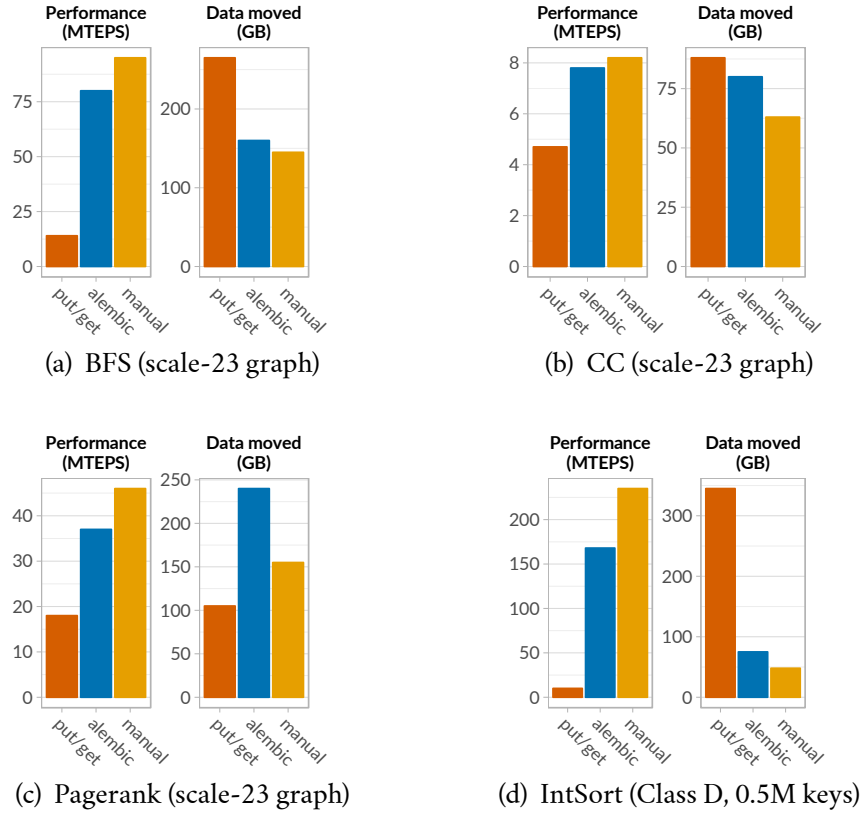 Performance
(MTEPS)
Data moved
(GB)
75
50
25
0
200
100
0
put/get
alembic
manual
put/get
alembic
manual
(a) BFS (scale-23 graph)
Performance
(MTEPS)
Data moved
(GB)
8
6
4
2
0
75
50
25
0
put/get
alembic
manual
put/get
alembic
manual
(b) CC (scale-23 graph)
Performance
(MTEPS)
Data moved
(GB)
40
30
20
10
0
250
200
150
100
50
0
put/get
alembic
manual
put/get
alembic
manual
(c) Pagerank (scale-23 graph)
Performance
(MTEPS)
Data moved
(GB)
200
150
100
50
0
300
200
100
0
put/get
alembic
manual
put/get
alembic
manual
(d) IntSort (Class D, 0.5M keys)